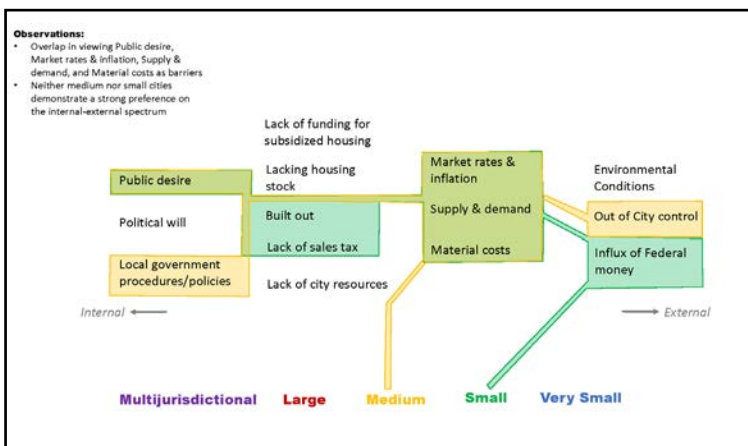 Observations:
• Overlap in viewing Public desire,
Market rates & inflation, Supply &
demand, and Material costs as barriers
• Neither medium nor small cities
demonstrate a strong preference on
the internal-external spectrum
Lack of funding for
subsidized housing
Public desire
Lacking housing
stock
Market rates &
inflation
Environmental
Conditions
Political will
Built out
Supply & demand
Out of City control
Lack of sales tax
Material costs
Influx of Federal
money
Local government
procedures/policies
Lack of city resources
Internal
External
Multijurisdictional
Large
Medium
Small
Very Small